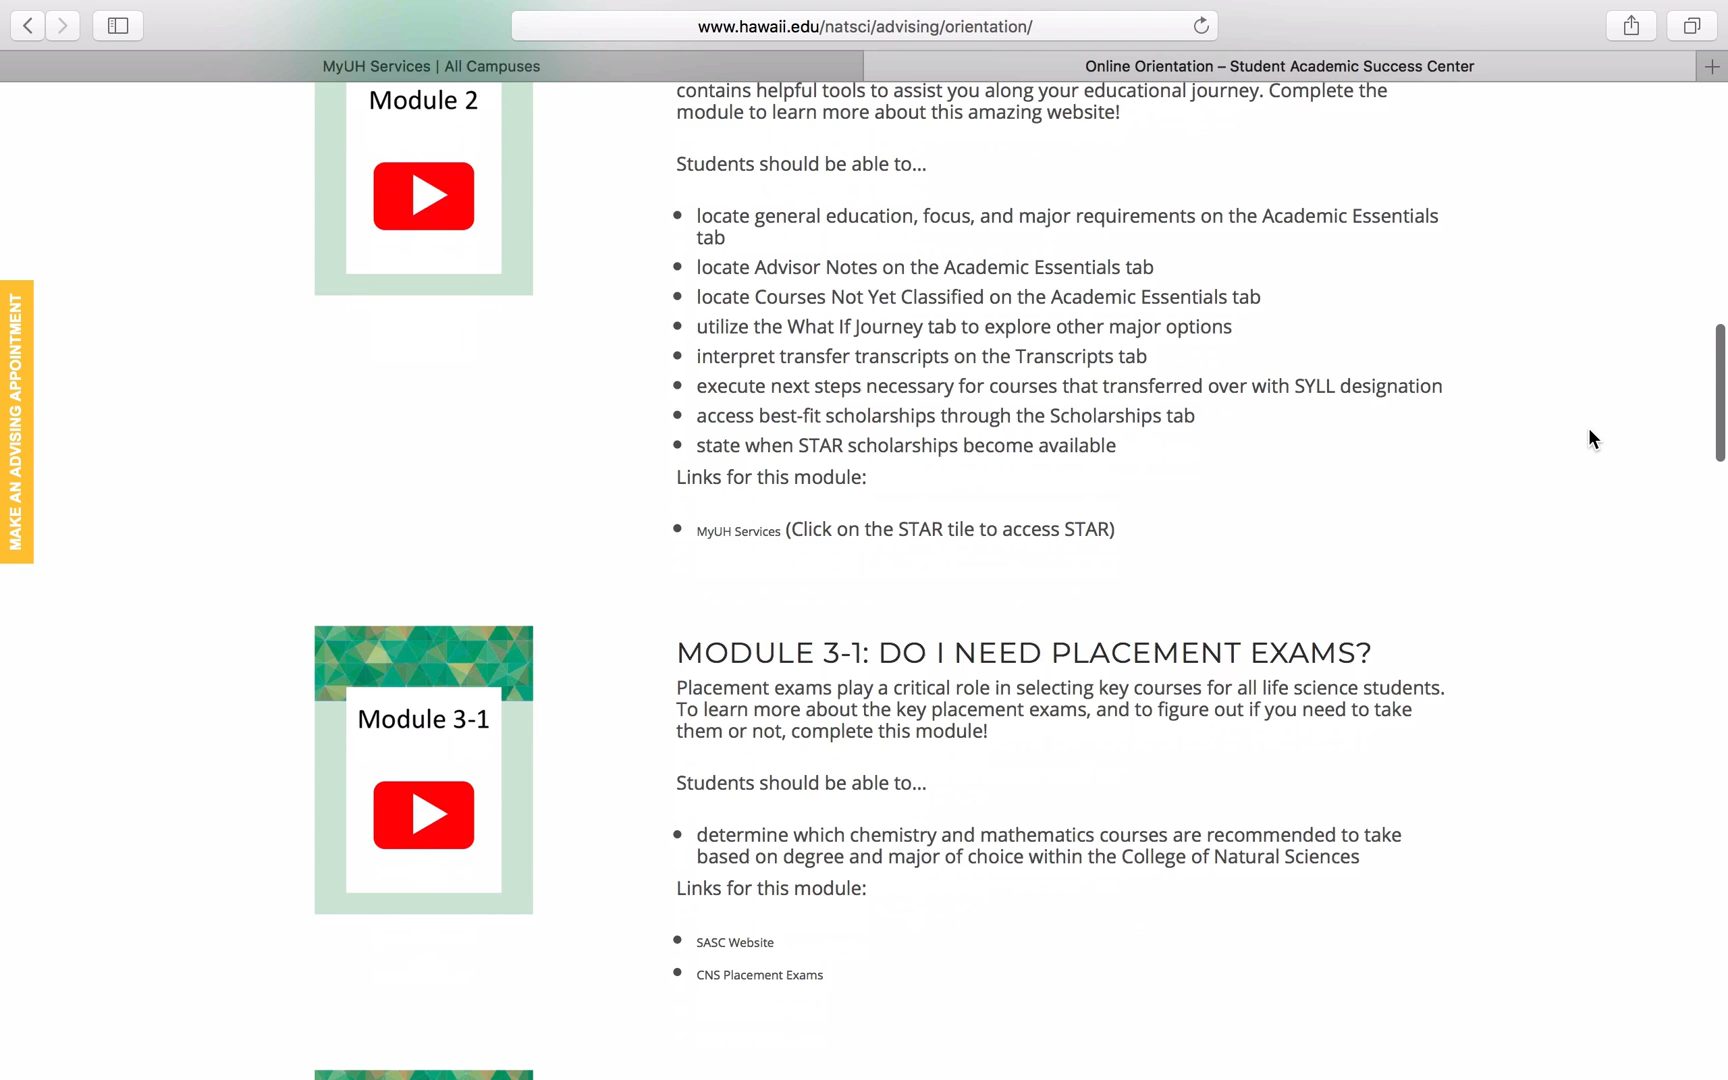 www.hawaii.edu/natsci/advising/orientation/
MyUH Services | All Campuses
Online Orientation – Student Academic Success Center
Module 2
contains helpful tools to assist you along your educational journey. Complete the
module to learn more about this amazing website!
Students should be able to...
locate general education, focus, and major requirements on the Academic Essentials
tab
locate Advisor Notes on the Academic Essentials tab
locate Courses Not Yet Classified on the Academic Essentials tab
utilize the What If Journey tab to explore other major options
interpret transfer transcripts on the Transcripts tab
execute next steps necessary for courses that transferred over with SYLL designation
access best-fit scholarships through the Scholarships tab
state when STAR scholarships become available
Links for this module:
MyUH Services (Click on the STAR tile to access STAR)
MAKE AN ADVISING APPOINTMENT
Module 3-1
MODULE 3-1: DO I NEED PLACEMENT EXAMS?
Placement exams play a critical role in selecting key courses for all life science students.
To learn more about the key placement exams, and to figure out if you need to take
them or not, complete this module!
Students should be able to...
determine which chemistry and mathematics courses are recommended to take
based on degree and major of choice within the College of Natural Sciences
Links for this module:
SASC Website
CNS Placement Exams